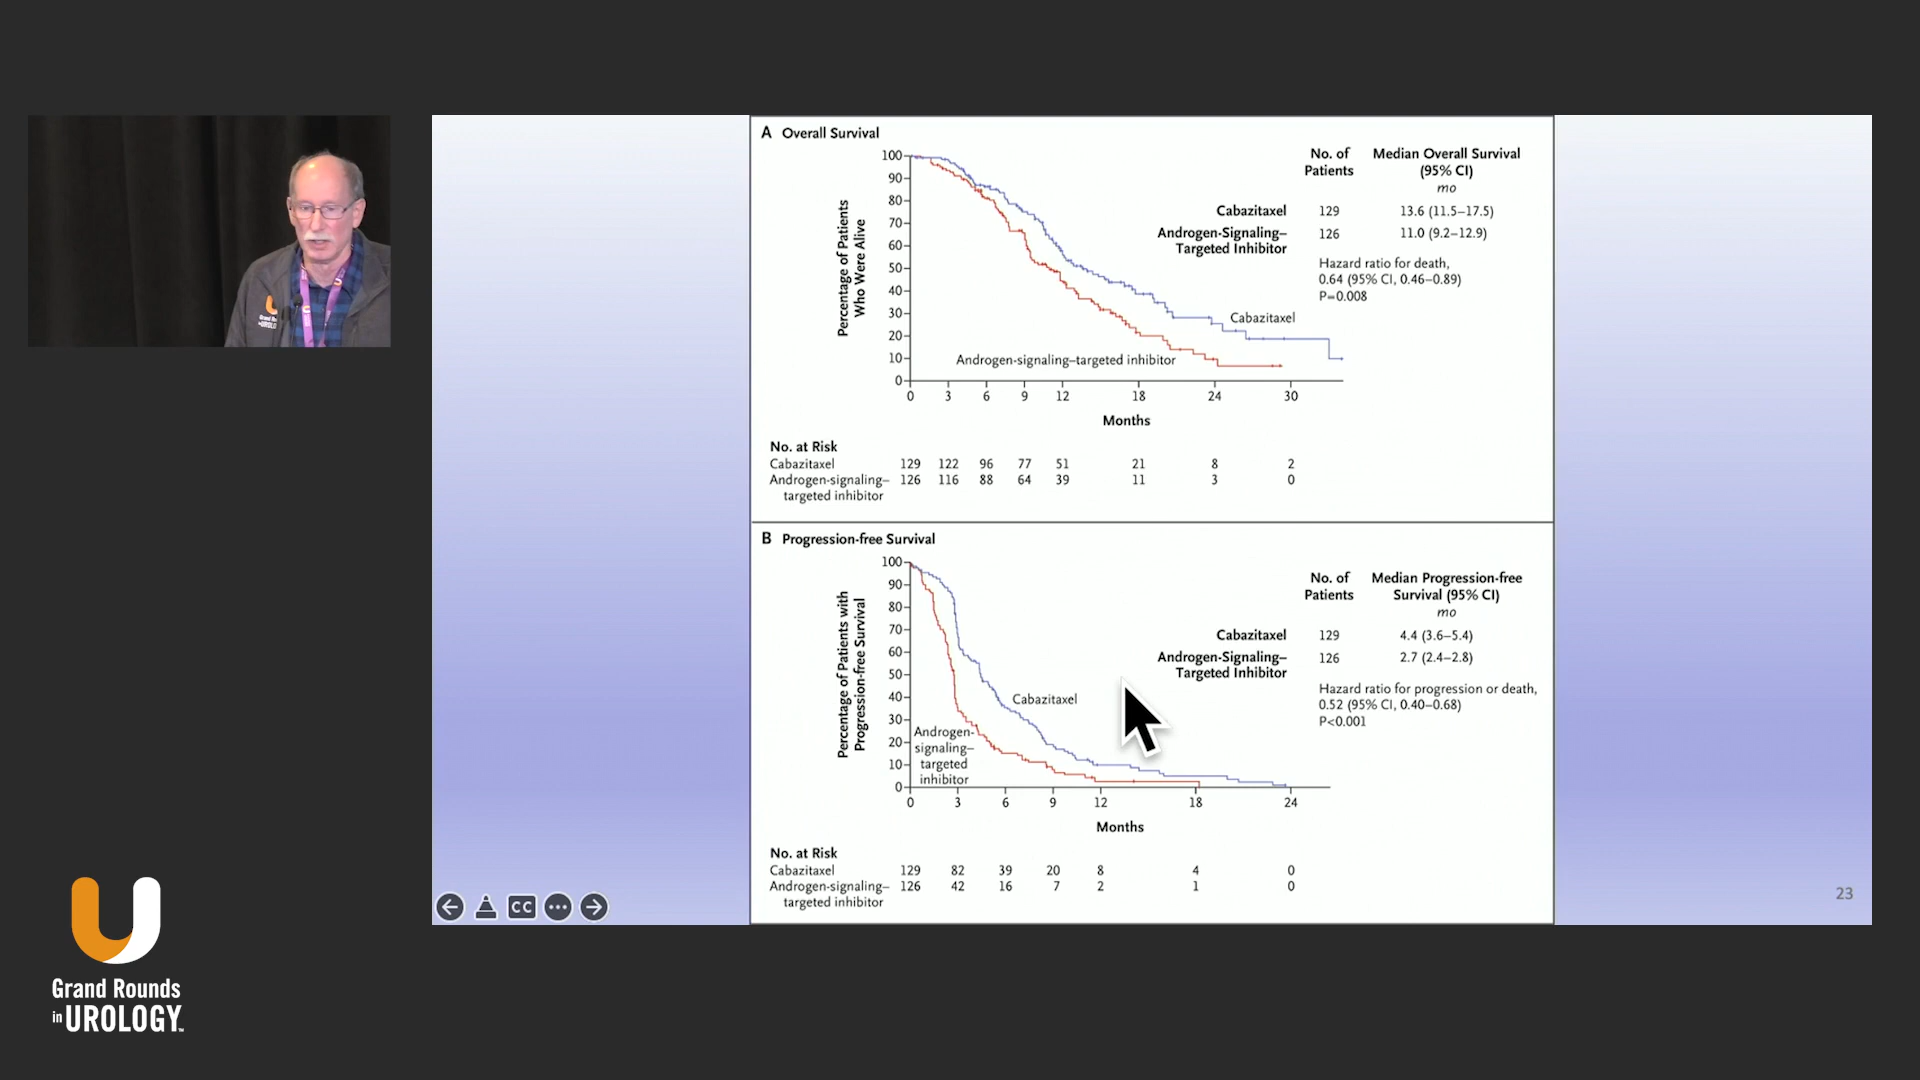 A Overall Survival
Percentage of Patients
Who Were Alive
100
90
80
70
60
50
40
30
20
10
0
0 3 6 9 12 18 24 30
Months
Cabazitaxel
Androgen-signaling–targeted inhibitor
No. of
Patients
Median Overall Survival
(95% CI)
mo
Cabazitaxel 129 13.6 (11.5–17.5)
Androgen-Signaling–
Targeted Inhibitor
126 11.0 (9.2–12.9)
Hazard ratio for death,
0.64 (95% CI, 0.46–0.89)
P=0.008
No. at Risk
Cabazitaxel 129 122 96 77 51 21 8 2
Androgen-signaling– 126 116 88 64 39 11 3 0
targeted inhibitor
B Progression-free Survival
Percentage of Patients with
Progression-free Survival
100
90
80
70
60
50
40
30
20
10
0
0 3 6 9 12 18 24
Months
Cabazitaxel
Androgen-
signaling–
targeted
inhibitor
No. of
Patients
Median Progression-free
Survival (95% CI)
mo
Cabazitaxel 129 4.4 (3.6–5.4)
Androgen-Signaling–
Targeted Inhibitor
126 2.7 (2.4–2.8)
Hazard ratio for progression or death,
0.52 (95% CI, 0.40–0.68)
P<0.001
No. at Risk
Cabazitaxel 129 82 39 20 8 4 0
Androgen-signaling– 126 42 16 7 2 1 0
targeted inhibitor
CC
23
Grand Rounds
in UROLOGY™